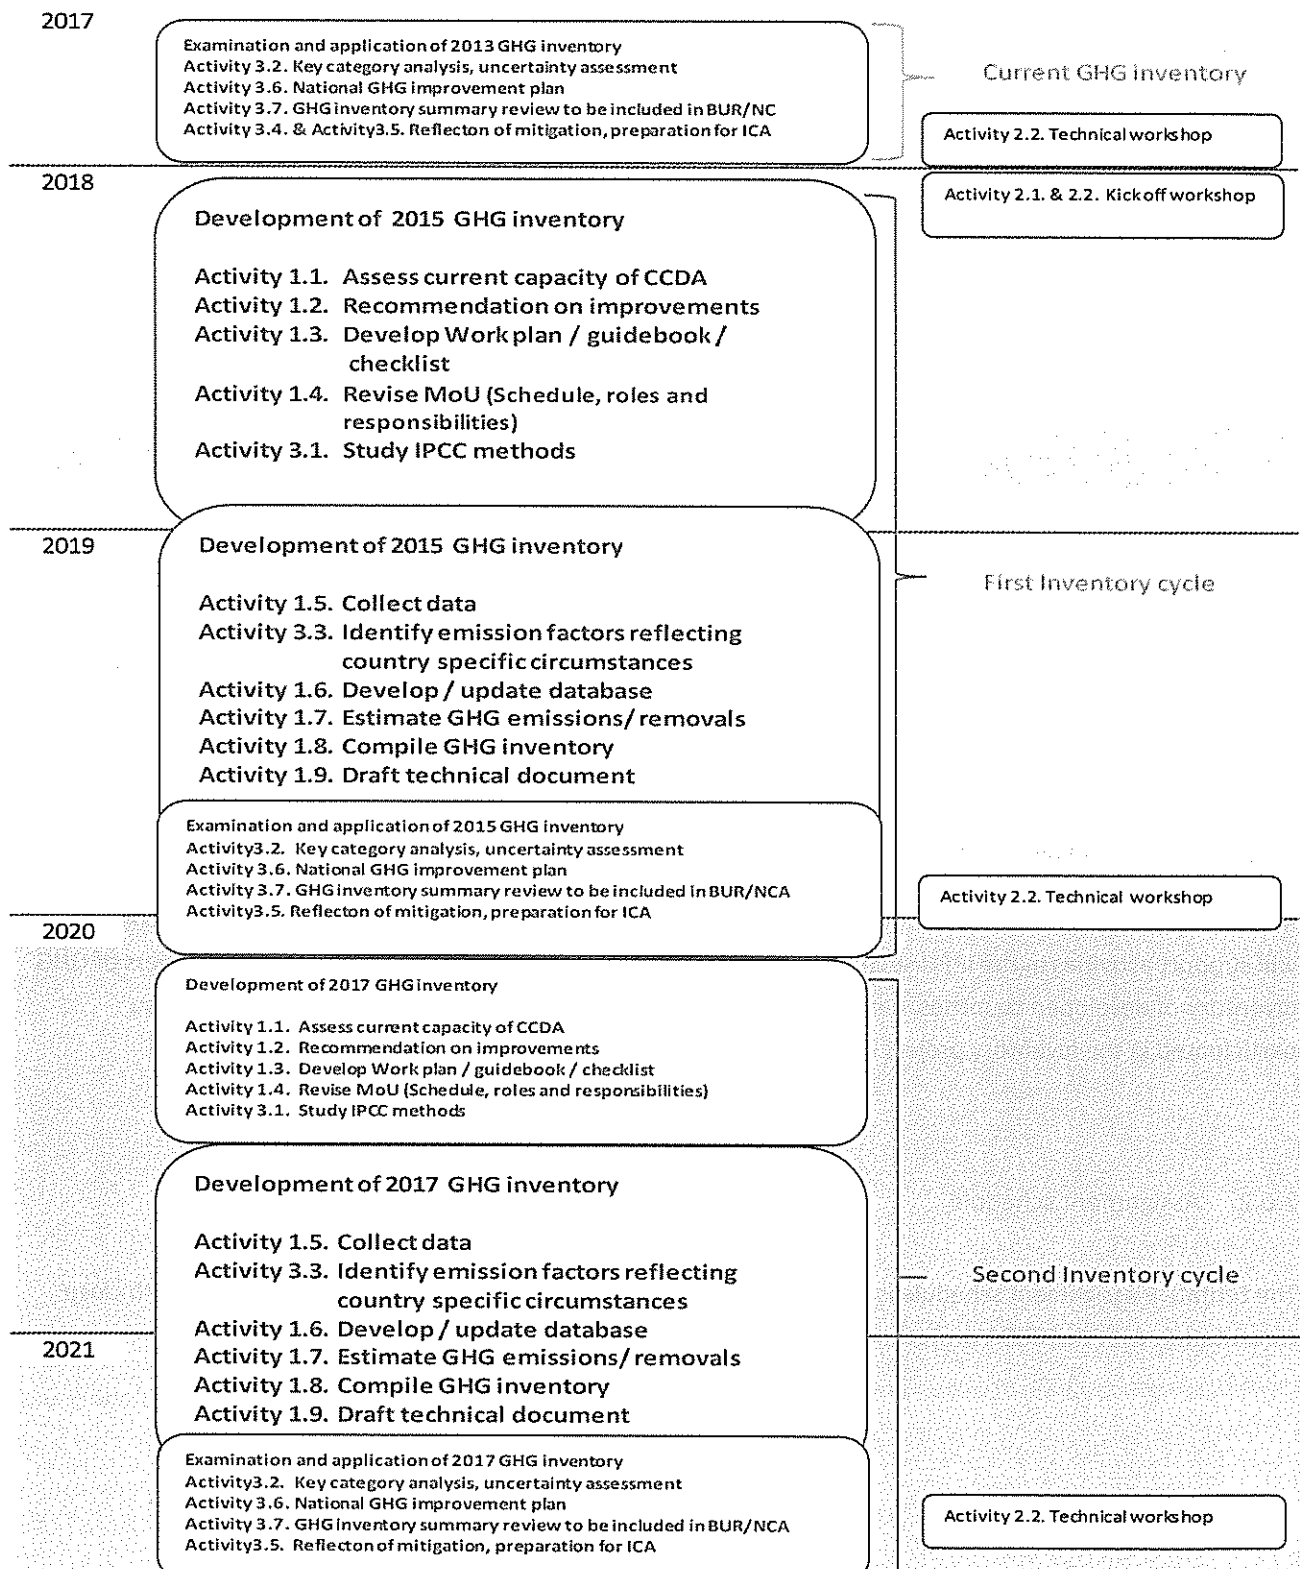 2017
Examination and application of 2013 GHG inventory
Activity 3.2. Key category analysis, uncertainty assessment
Activity 3.6. National GHG improvement plan
Activity 3.7. GHG inventory summary review to be included in BUR/NC
Activity 3.4. & Activity3.5. Reflecton of mitigation, preparation for ICA
Current GHG inventory
Activity 2.2. Technical workshop
2018
Activity 2.1. & 2.2. Kickoff workshop
Development of 2015 GHG inventory
Activity 1.1. Assess current capacity of CCDA
Activity 1.2. Recommendation on improvements
Activity 1.3. Develop Work plan / guidebook /
checklist
Activity 1.4. Revise MoU (Schedule, roles and
responsibilities)
Activity 3.1. Study IPCC methods
2019
Development of 2015 GHG inventory
First Inventory cycle
Activity 1.5. Collect data
Activity 3.3. Identify emission factors reflecting
country specific circumstances
Activity 1.6. Develop / update database
Activity 1.7. Estimate GHG emissions/ removals
Activity 1.8. Compile GHG inventory
Activity 1.9. Draft technical document
Examination and application of 2015 GHG inventory
Activity3.2. Key category analysis, uncertainty assessment
Activity 3.6. National GHG improvement plan
Activity 3.7. GHG inventory summary review to be included in BUR/NCA
Activity3.5. Reflecton of mitigation, preparation for ICA
Activity 2.2. Technical workshop
2020
Development of 2017 GHG inventory
Activity 1.1. Assess current capacity of CCDA
Activity 1.2. Recommendation on improvements
Activity 1.3. Develop Work plan / guidebook / checklist
Activity 1.4. Revise MoU (Schedule, roles and responsibilities)
Activity 3.1. Study IPCC methods
Development of 2017 GHG inventory
Activity 1.5. Collect data
Activity 3.3. Identify emission factors reflecting
country specific circumstances
Second Inventory cycle
Activity 1.6. Develop / update database
2021
Activity 1.7. Estimate GHG emissions/ removals
Activity 1.8. Compile GHG inventory
Activity 1.9. Draft technical document
Examination and application of 2017 GHG inventory
Activity3.2. Key category analysis, uncertainty assessment
Activity 3.6. National GHG improvement plan
Activity 3.7. GHG inventory summary review to be included in BUR/NCA
Activity3.5. Reflecton of mitigation, preparation for ICA
Activity 2.2. Technical workshop